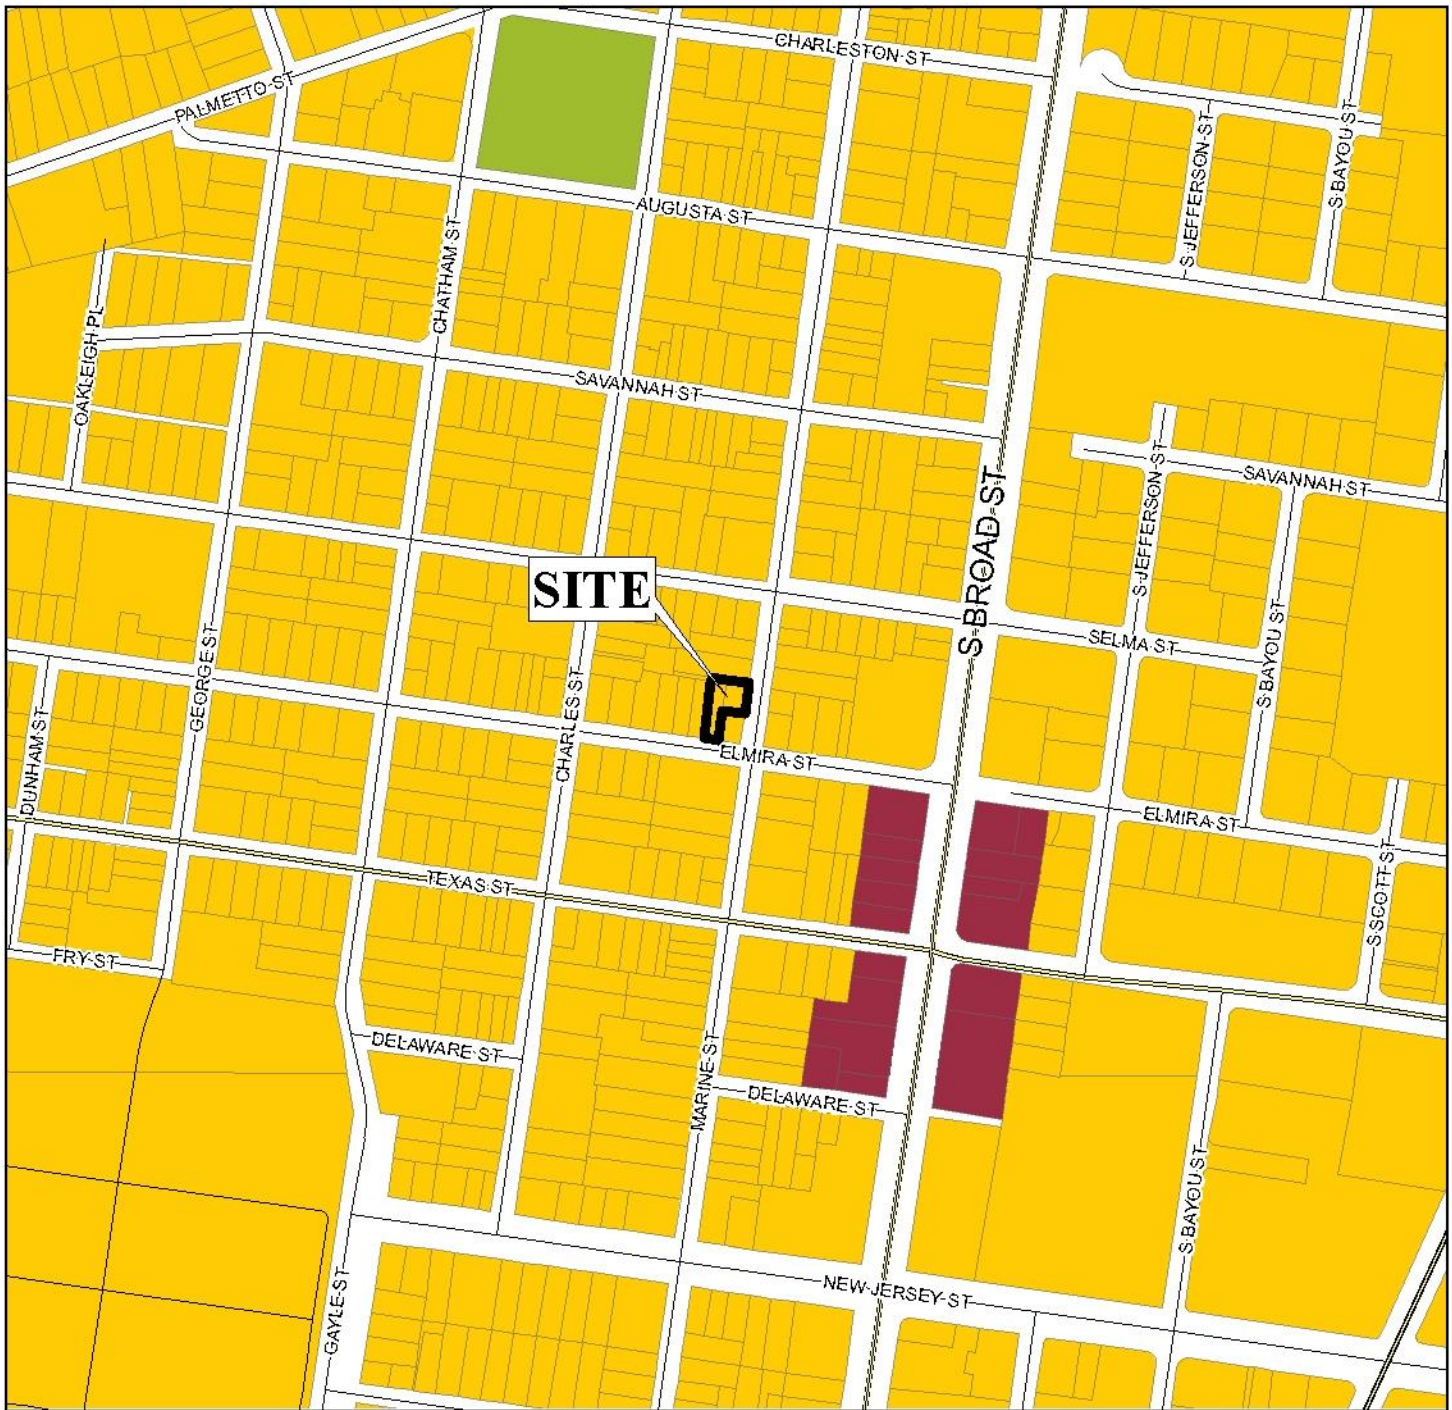 CHARLESTON ST
PALMETTO ST
S BAYOU ST
S JEFFERSON ST
AUGUSTA ST
CHATHAM ST
OAKLEIGH PL
SAVANNAH ST
SAVANNAH ST
S BROAD ST
S JEFFERSON ST
SITE
SELMA ST
S BAYOU ST
GEORGE ST
CHARLES ST
DUNHAM ST
ELMIRA ST
ELMIRA ST
S SCOTT ST
TEXAS ST
FRY ST
DELAWARE ST
MARINE ST
DELAWARE ST
S BAYOU ST
NEW JERSEY ST
GAYLE ST